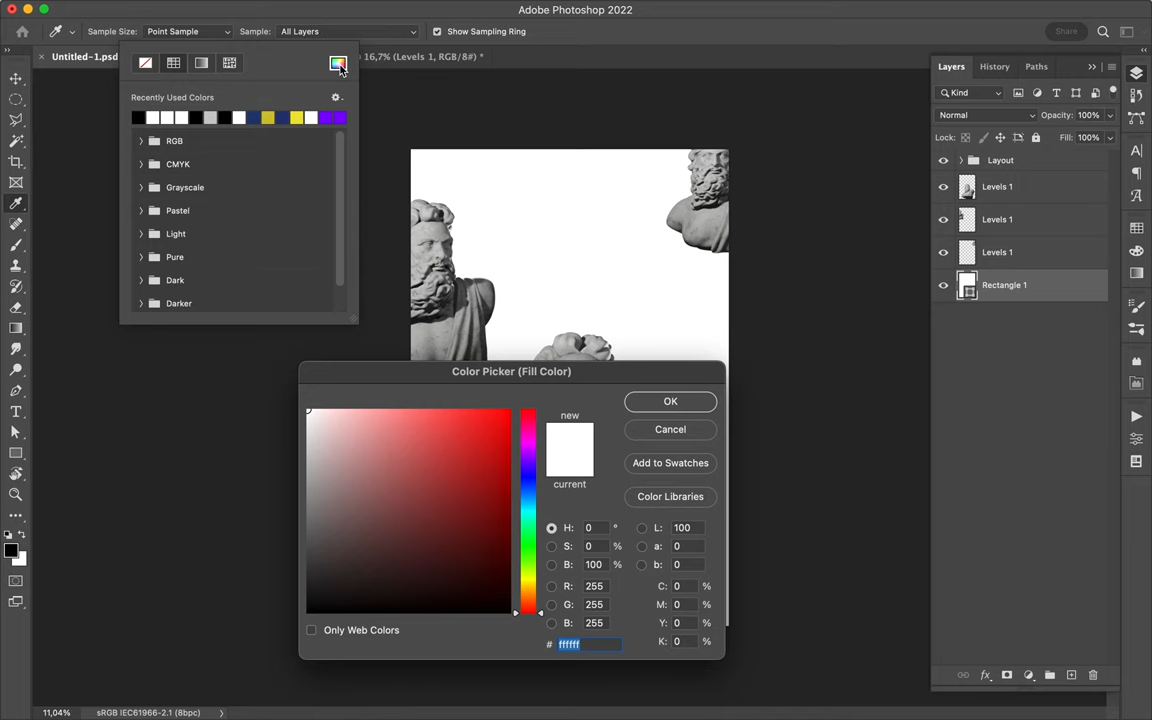 Adobe Photoshop 2022
Sample Size: Point Sample Sample: All Layers Show Sampling Ring Share
Untitled-1.psd 16,7% (Levels 1, RGB/8#) *
Layers History Paths
Kind
Recently Used Colors
Normal Opacity: 100%
Lock: Fill: 100%
RGB
CMYK
Grayscale
Pastel
Light
Pure
Dark
Darker
Layout
Levels 1
Levels 1
Levels 1
Rectangle 1
Color Picker (Fill Color)
new
current
OK
Cancel
Add to Swatches
Color Libraries
H: 0 ° L: 100
S: 0 % a: 0
B: 100 % b: 0
R: 255 C: 0 %
G: 255 M: 0 %
B: 255 Y: 0 %
# ffffff K: 0 %
Only Web Colors
11,04% sRGB IEC61966-2.1 (8bpc)